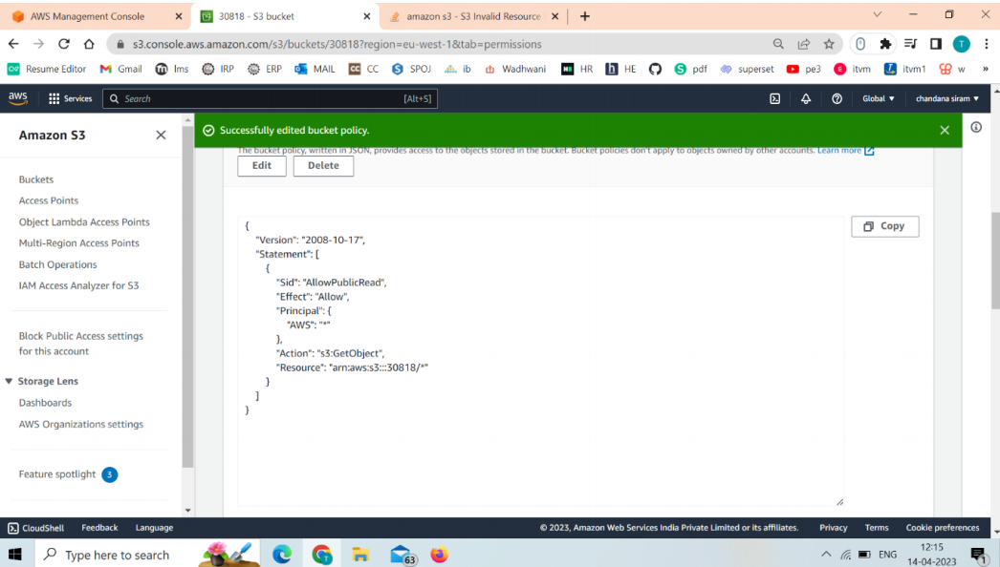 AWS Management Console
30818 - S3 bucket
amazon s3 - S3 Invalid Resource
s3.console.aws.amazon.com/s3/buckets/30818?region=eu-west-1&tab=permissions
T
Resume Editor Gmail Ims IRP ERP MAIL CC SPOJ ib Wadhwani HR HE pdf superset pe3 itvm itvm1 w »
aws Services Search [Alt+S] Global chandana siram
Amazon S3
Successfully edited bucket policy.
The bucket policy, written in JSON, provides access to the objects stored in the bucket. Bucket policies don't apply to objects owned by other accounts. Learn more
Edit Delete
Buckets
Access Points
Object Lambda Access Points
Multi-Region Access Points
Batch Operations
IAM Access Analyzer for S3
Block Public Access settings
for this account
Storage Lens
Dashboards
AWS Organizations settings
Feature spotlight 3
Copy
{
"Version": "2008-10-17",
"Statement": [
{
"Sid": "AllowPublicRead",
"Effect": "Allow",
"Principal": {
"AWS": "*"
},
"Action": "s3:GetObject",
"Resource": "arn:aws:s3:::30818/*"
}
]
}
CloudShell Feedback Language © 2023, Amazon Web Services India Private Limited or its affiliates. Privacy Terms Cookie preferences
Type here to search 63 ENG 12:15
14-04-2023 1